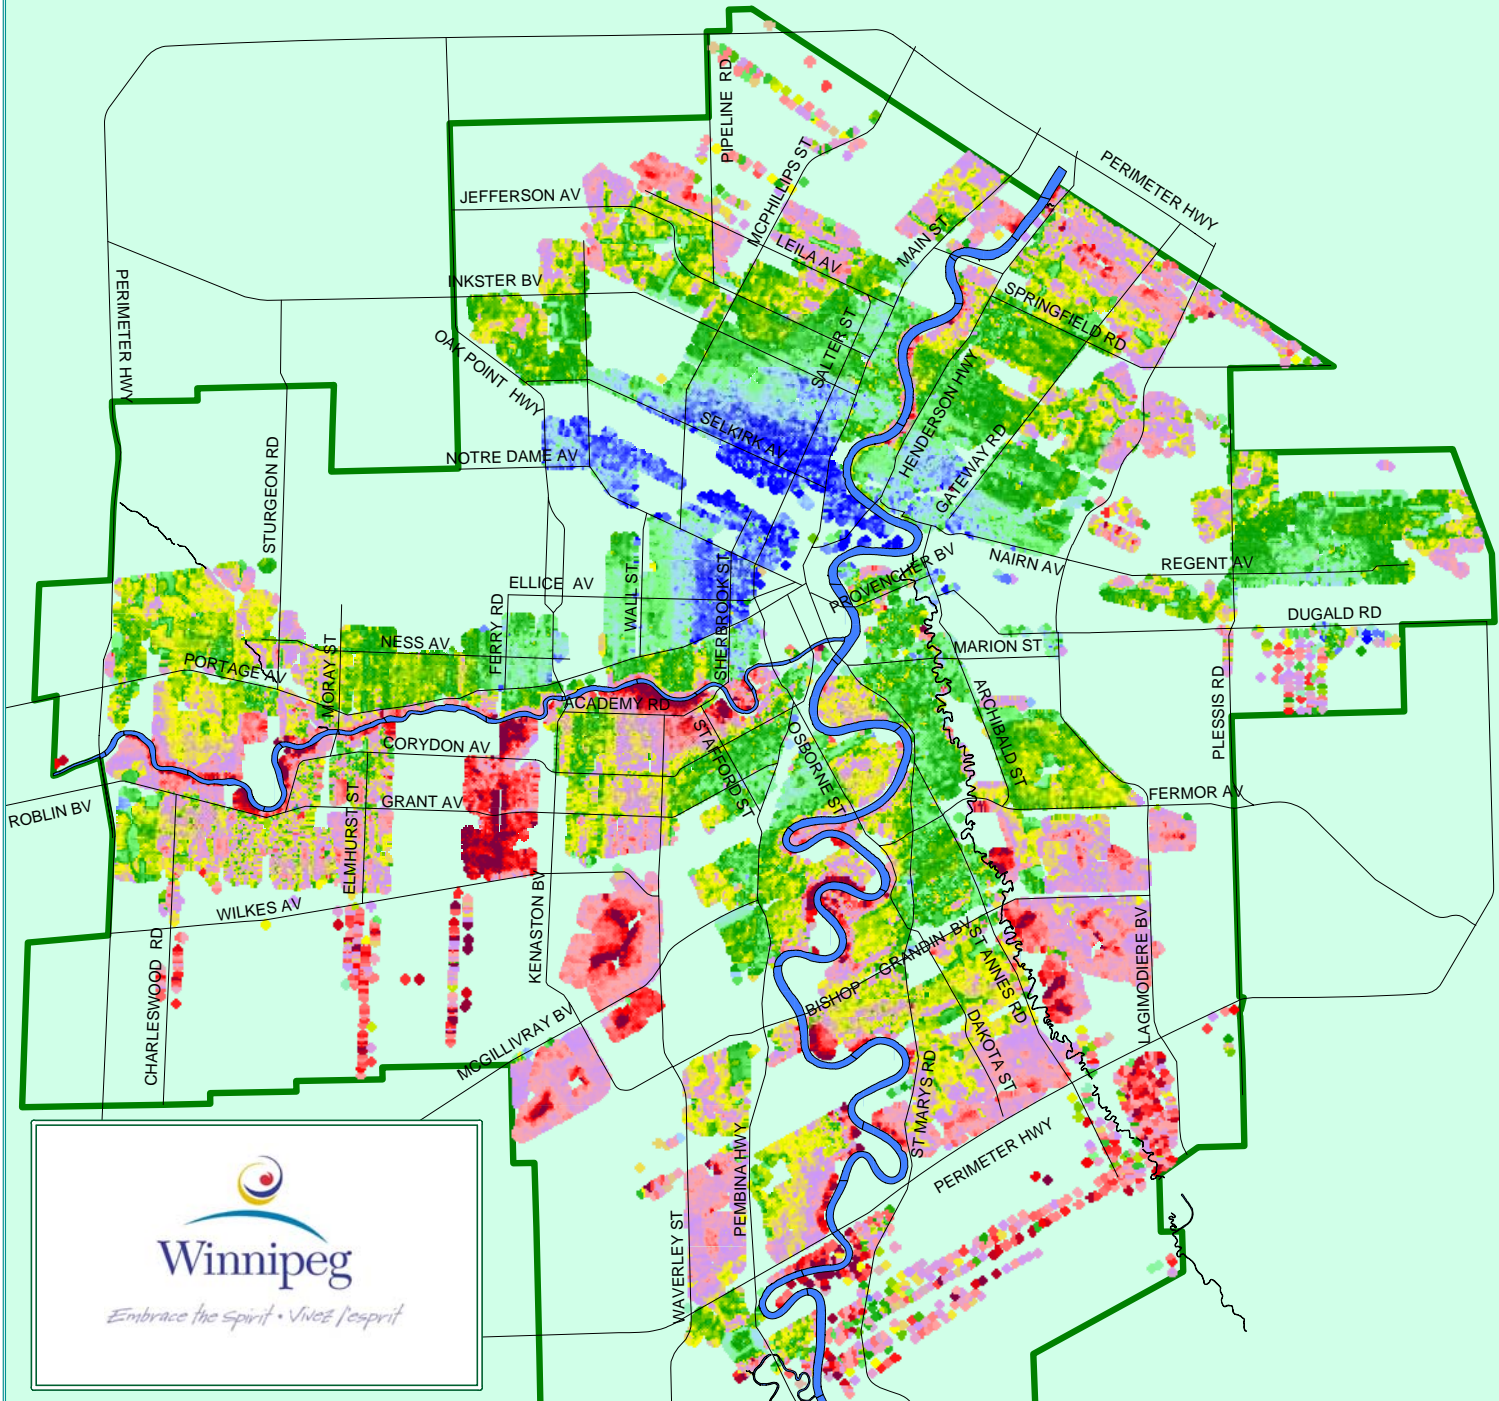 PIPELINE RD
PERIMETER HWY
MCPHILLIPS ST
JEFFERSON AV
MAIN ST
LEILA AV
INKSTER BV
SPRINGFIELD RD
PERIMETER HWY
SALTER ST
OAK POINT HWY
HENDERSON HWY
SELKIRK AV
GATEWAY RD
NOTRE DAME AV
STURGEON RD
NAIRN AV
REGENT AV
PROVENCHER BV
ELLICE AV
WALL ST
SHERBROOK ST
FERRY RD
DUGALD RD
NESS AV
MARION ST
MORAY ST
PORTAGE AV
PLESSIS RD
ACADEMY RD
ARCHIBALD ST
CORYDON AV
STAFFORD ST
OSBORNE ST
ROBLIN BV
GRANT AV
FERMOR AV
ELMHURST ST
WILKES AV
KENASTON BV
CHARLESWOOD RD
LAGIMODIERE BV
BISHOP GRANDIN BV
ST ANNES RD
MCGILLIVRAY BV
DAKOTA ST
ST MARYS RD
PERIMETER HWY
PEMBINA HWY
WAVERLEY ST
Winnipeg
Embrace the Spirit • Vivez l'esprit